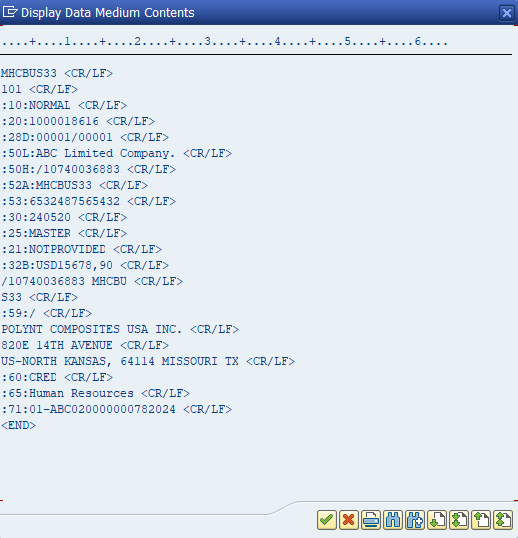 Display Data Medium Contents
....+....1....+....2....+....3....+....4....+....5....+....6....
MHCBUS33 <CR/LF>
101 <CR/LF>
:10:NORMAL <CR/LF>
:20:1000018616 <CR/LF>
:28D:00001/00001 <CR/LF>
:50L:ABC Limited Company. <CR/LF>
:50H:/10740036883 <CR/LF>
:52A:MHCBUS33 <CR/LF>
:53:6532487565432 <CR/LF>
:30:240520 <CR/LF>
:25:MASTER <CR/LF>
:21:NOTPROVIDED <CR/LF>
:32B:USD15678,90 <CR/LF>
/10740036883 MHCBU <CR/LF>
S33 <CR/LF>
:59:/ <CR/LF>
POLYNT COMPOSITES USA INC. <CR/LF>
820E 14TH AVENUE <CR/LF>
US-NORTH KANSAS, 64114 MISSOURI TX <CR/LF>
:60:CRED <CR/LF>
:65:Human Resources <CR/LF>
:71:01-ABC020000000782024 <CR/LF>
<END>